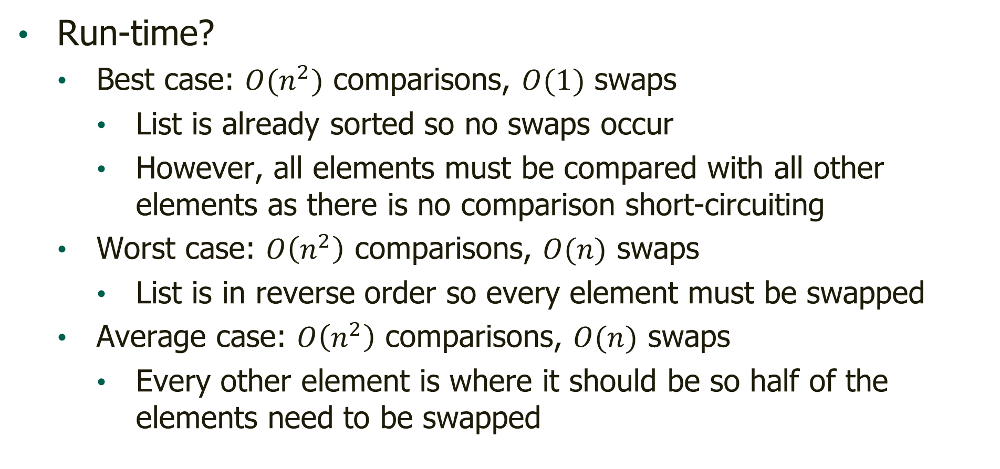 • Run-time?
• Best case: O(n²) comparisons, O(1) swaps
• List is already sorted so no swaps occur
• However, all elements must be compared with all other
elements as there is no comparison short-circuiting
• Worst case: O(n²) comparisons, O(n) swaps
• List is in reverse order so every element must be swapped
• Average case: O(n²) comparisons, O(n) swaps
• Every other element is where it should be so half of the
elements need to be swapped